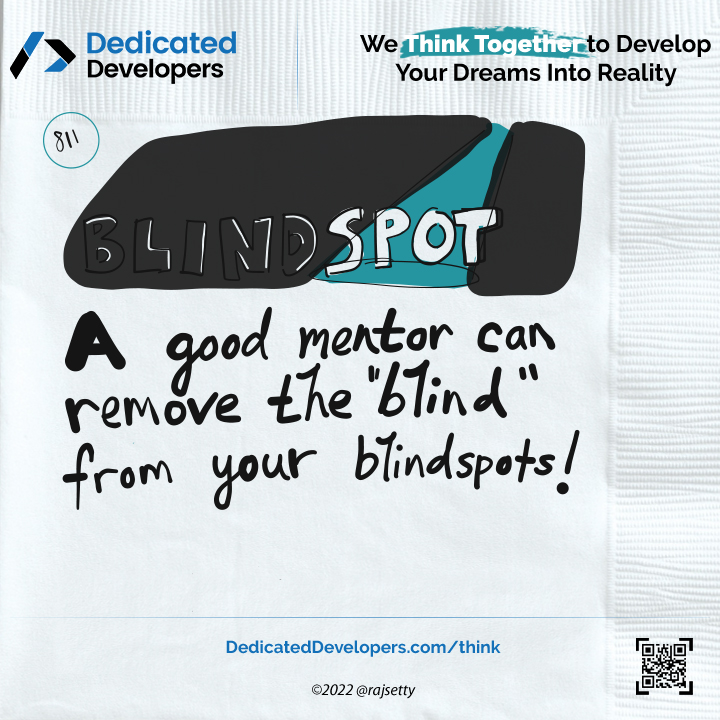 Dedicated
Developers
We Think Together to Develop
Your Dreams Into Reality
811
BLINDSPOT
A good mentor can
remove the "blind"
from your blindspots!
DedicatedDevelopers.com/think
©2022 @rajsetty